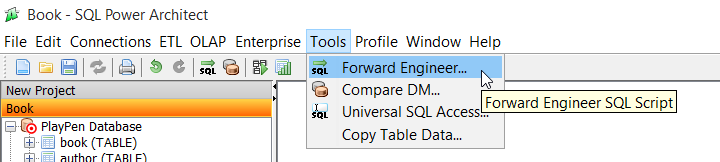 Book - SQL Power Architect
File Edit Connections ETL OLAP Enterprise Tools Profile Window Help
SQL
New Project
Book
PlayPen Database
book (TABLE)
author (TABLE)
SQL Forward Engineer...
Compare DM...
SQL Universal SQL Access...
Copy Table Data...
Forward Engineer SQL Script